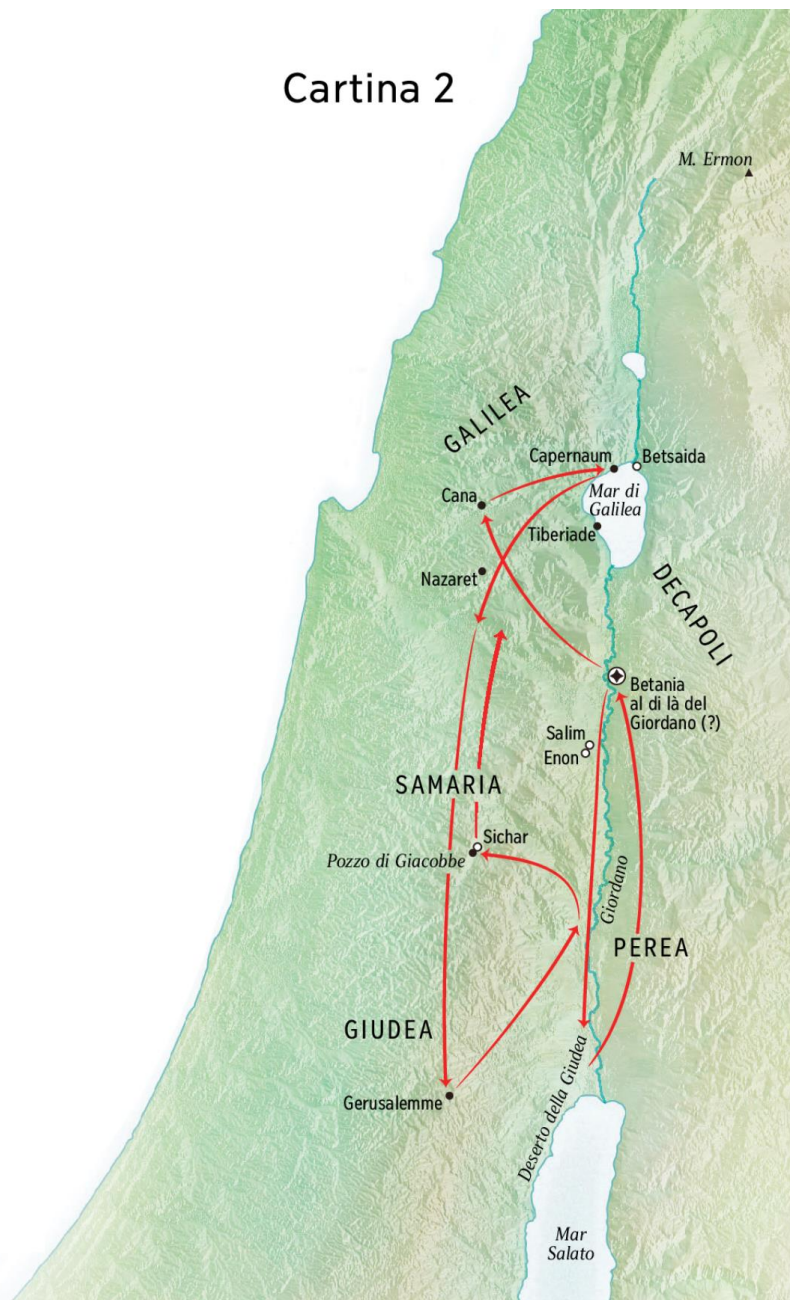 Cartina 2
M. Ermon
GALILEA
Capernaum
Betsaida
Mar di
Galilea
Cana
Tiberiade
Nazaret
DECAPOLI
Betania
al di là del
Giordano (?)
Salim
Enon
SAMARIA
Sichar
Pozzo di Giacobbe
Giordano
PEREA
GIUDEA
Gerusalemme
Deserto della Giudea
Mar
Salato